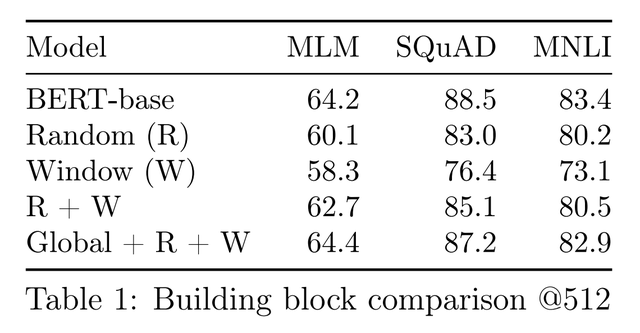 Model MLM SQuAD MNLI
BERT-base 64.2 88.5 83.4
Random (R) 60.1 83.0 80.2
Window (W) 58.3 76.4 73.1
R + W 62.7 85.1 80.5
Global + R + W 64.4 87.2 82.9
Table 1: Building block comparison @512